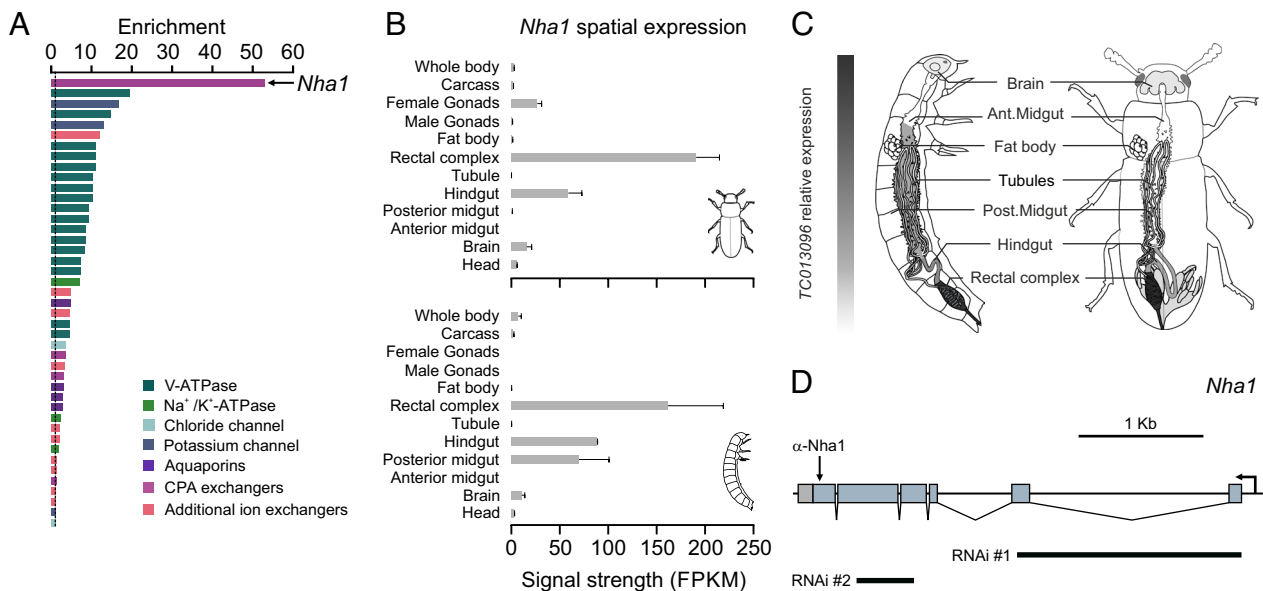 A
Enrichment
0 10 20 30 40 50 60
Nha1
V-ATPase
Na⁺ /K⁺-ATPase
Chloride channel
Potassium channel
Aquaporins
CPA exchangers
Additional ion exchangers
B
Nha1 spatial expression
Whole body
Carcass
Female Gonads
Male Gonads
Fat body
Rectal complex
Tubule
Hindgut
Posterior midgut
Anterior midgut
Brain
Head
Whole body
Carcass
Female Gonads
Male Gonads
Fat body
Rectal complex
Tubule
Hindgut
Posterior midgut
Anterior midgut
Brain
Head
0 50 100 150 200 250
Signal strength (FPKM)
C
TC013096 relative expression
Brain
Ant.Midgut
Fat body
Tubules
Post.Midgut
Hindgut
Rectal complex
D
Nha1
1 Kb
α-Nha1
RNAi #1
RNAi #2